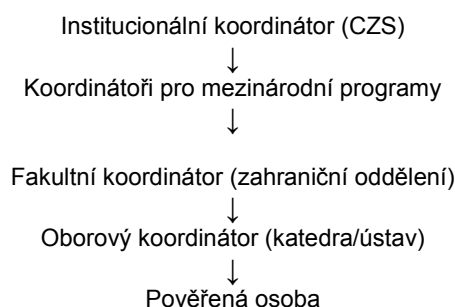 Institucionální koordinátor (CZS)
↓
Koordinátoři pro mezinárodní programy
↓
Fakultní koordinátor (zahraniční oddělení)
↓
Oborový koordinátor (katedra/ústav)
↓
Pověřená osoba